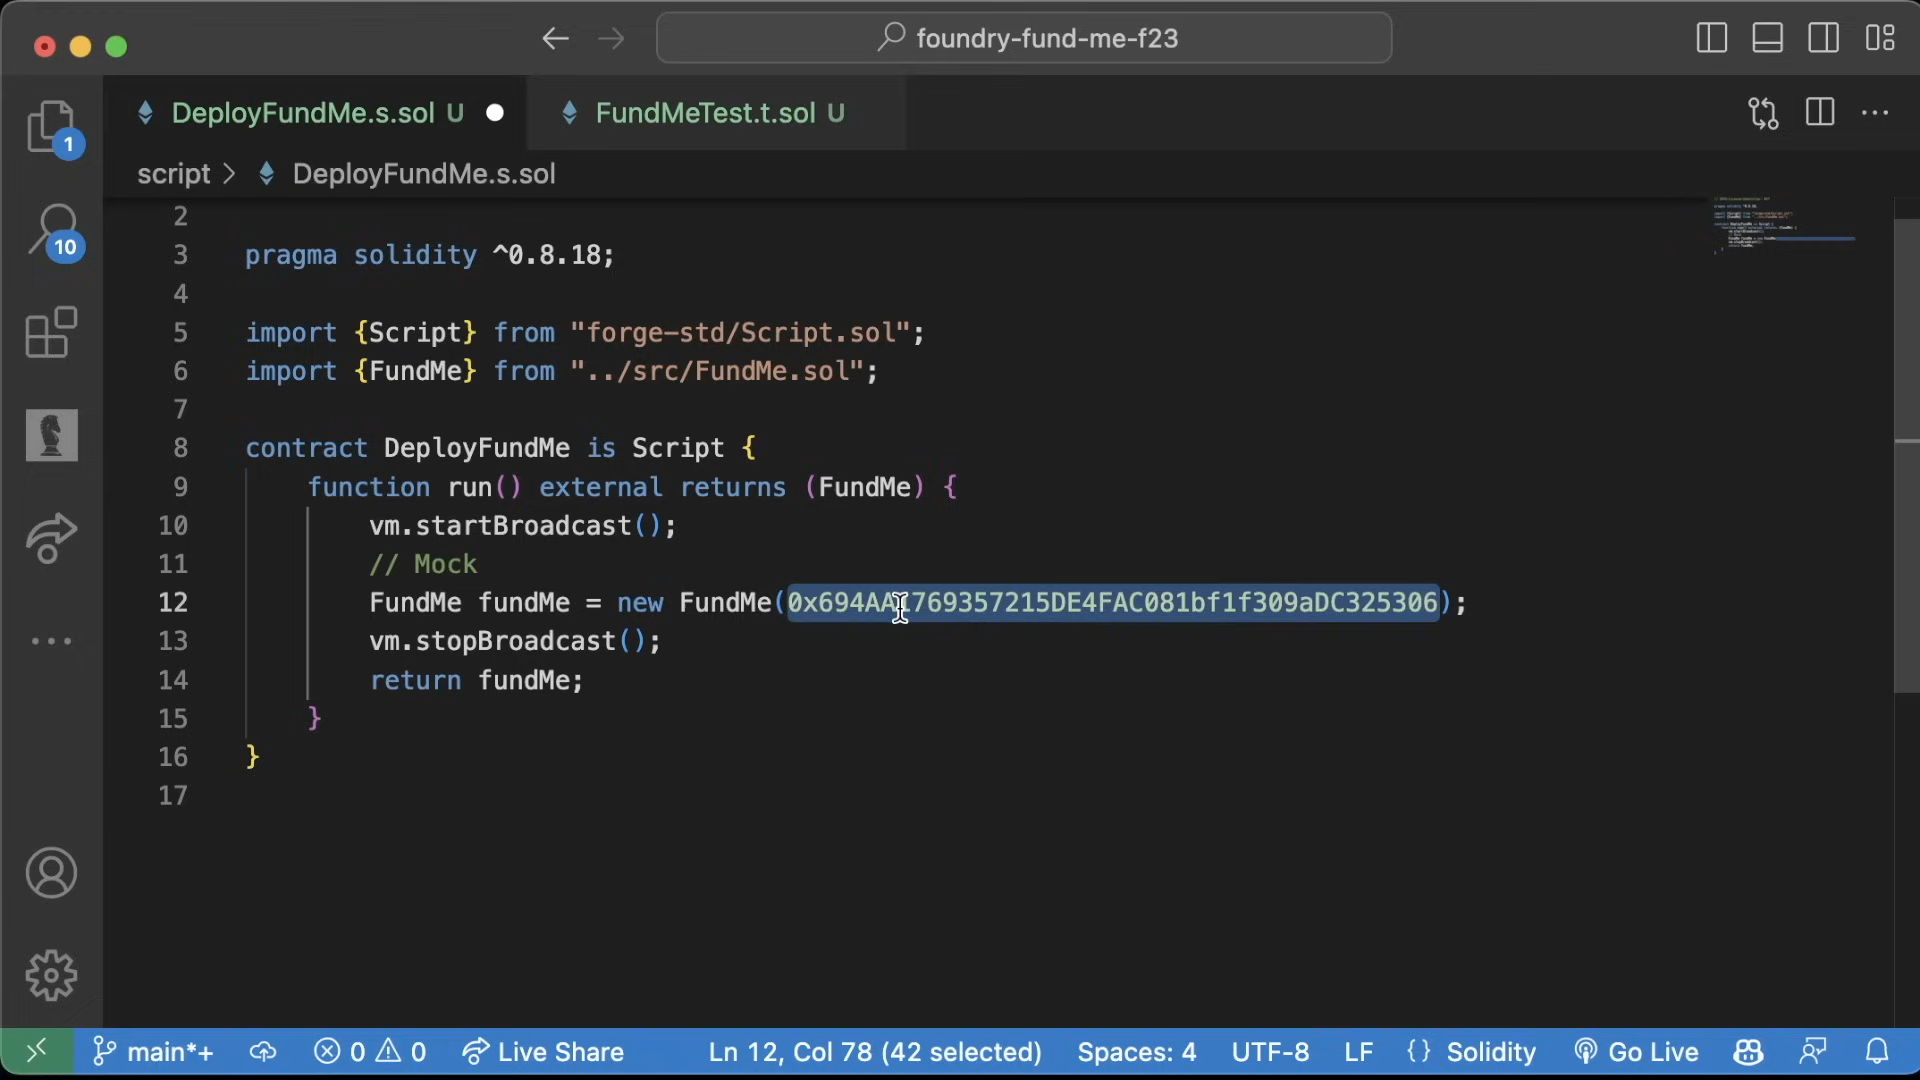 foundry-fund-me-f23
DeployFundMe.s.sol U
FundMeTest.t.sol U
1
script > DeployFundMe.s.sol
10
2
3 pragma solidity ^0.8.18;
4
5 import {Script} from "forge-std/Script.sol";
6 import {FundMe} from "../src/FundMe.sol";
7
8 contract DeployFundMe is Script {
9 function run() external returns (FundMe) {
10 vm.startBroadcast();
11 // Mock
12 FundMe fundMe = new FundMe(0x694AA1769357215DE4FAC081bf1f309aDC325306);
13 vm.stopBroadcast();
14 return fundMe;
15 }
16 }
17
main*+ 0 0 Live Share Ln 12, Col 78 (42 selected) Spaces: 4 UTF-8 LF {} Solidity Go Live